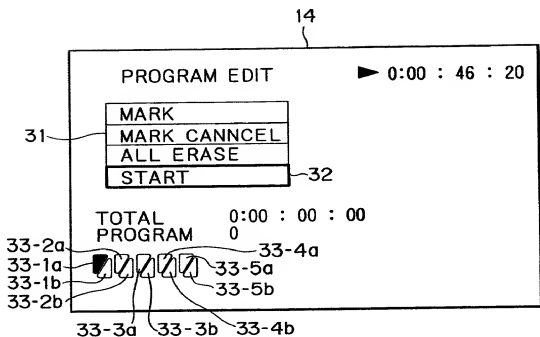 14
PROGRAM EDIT ► 0:00 : 46 : 20
31
MARK
MARK CANNCEL
ALL ERASE
START
32
TOTAL 0:00 : 00 : 00
PROGRAM 0
33-2a 33-4a
33-1a 33-5a
33-1b 33-5b
33-2b
33-3a 33-3b 33-4b